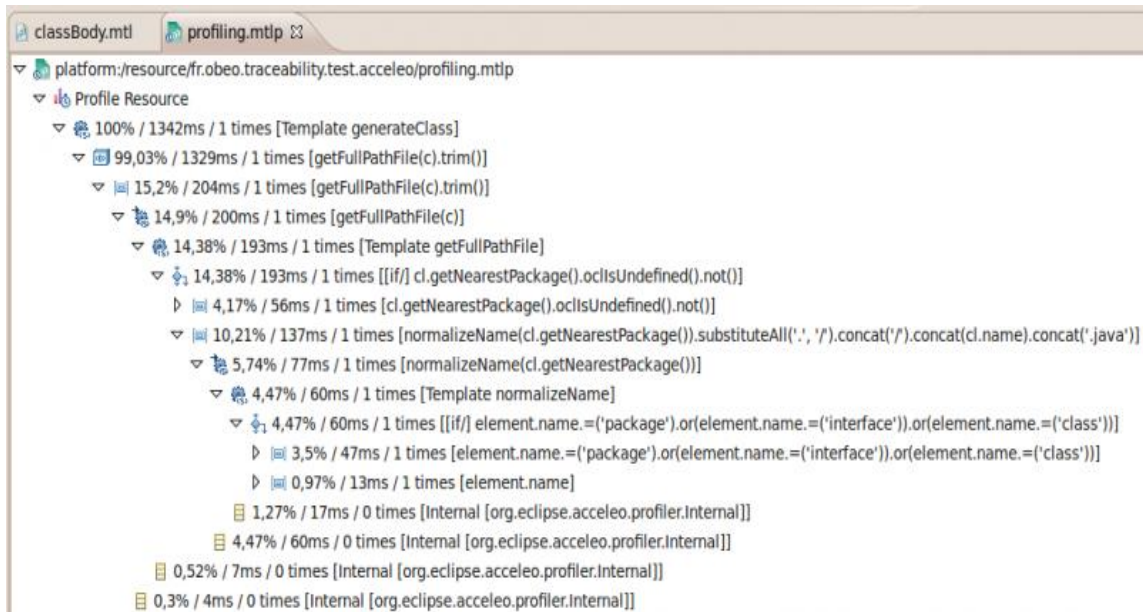 classBody.mtl profiling.mtlp
platform:/resource/fr.obeo.traceability.test.acceleo/profiling.mtlp
Profile Resource
100% / 1342ms / 1 times [Template generateClass]
99,03% / 1329ms / 1 times [getFullPathFile(c).trim()]
15,2% / 204ms / 1 times [getFullPathFile(c).trim()]
14,9% / 200ms / 1 times [getFullPathFile(c)]
14,38% / 193ms / 1 times [Template getFullPathFile]
14,38% / 193ms / 1 times [[if/] cl.getNearestPackage().oclIsUndefined().not()]
4,17% / 56ms / 1 times [cl.getNearestPackage().oclIsUndefined().not()]
10,21% / 137ms / 1 times [normalizeName(cl.getNearestPackage()).substituteAll('.', '/').concat('/').concat(cl.name).concat('.java')]
5,74% / 77ms / 1 times [normalizeName(cl.getNearestPackage())]
4,47% / 60ms / 1 times [Template normalizeName]
4,47% / 60ms / 1 times [[if/] element.name.=('package').or(element.name.=('interface')).or(element.name.=('class'))]
3,5% / 47ms / 1 times [element.name.=('package').or(element.name.=('interface')).or(element.name.=('class'))]
0,97% / 13ms / 1 times [element.name]
1,27% / 17ms / 0 times [Internal [org.eclipse.acceleo.profiler.Internal]]
4,47% / 60ms / 0 times [Internal [org.eclipse.acceleo.profiler.Internal]]
0,52% / 7ms / 0 times [Internal [org.eclipse.acceleo.profiler.Internal]]
0,3% / 4ms / 0 times [Internal [org.eclipse.acceleo.profiler.Internal]]